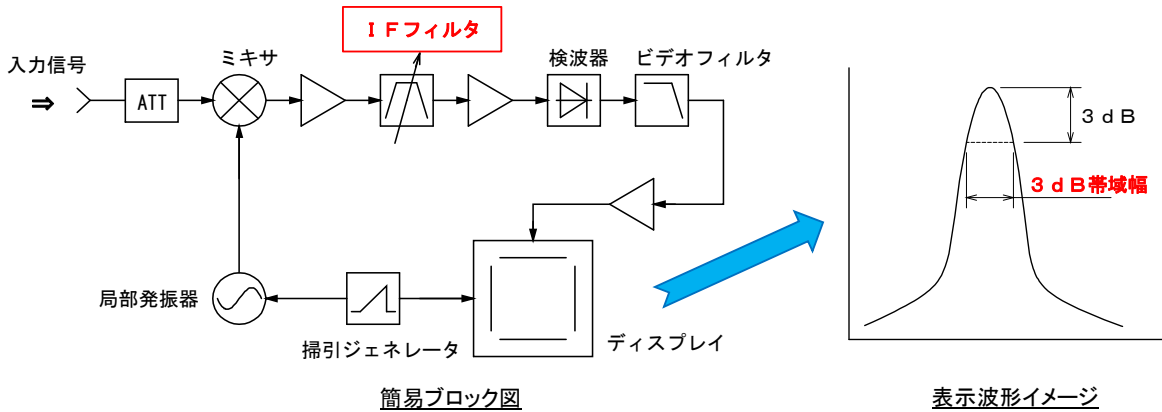 ＩＦフィルタ
入力信号
⇒
ATT
ミキサ
検波器
ビデオフィルタ
局部発振器
掃引ジェネレータ
ディスプレイ
簡易ブロック図
３ｄＢ
３ｄＢ帯域幅
表示波形イメージ